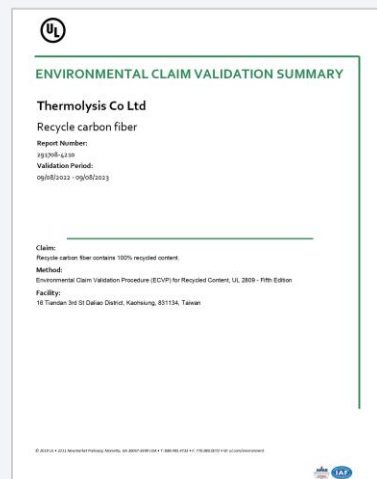 UL
ENVIRONMENTAL CLAIM VALIDATION SUMMARY
Thermolysis Co Ltd
Recycle carbon fiber
Report Number:
291708-4210
Validation Period:
09/08/2022 - 09/08/2023
Claim:
Recycle carbon fiber contains 100% recycled content.
Method:
Environmental Claim Validation Procedure (ECVP) for Recycled Content, UL 2809 - Fifth Edition
Facility:
16 Tiandan 3rd St Daliao District, Kaohsiung, 831134, Taiwan
IAF